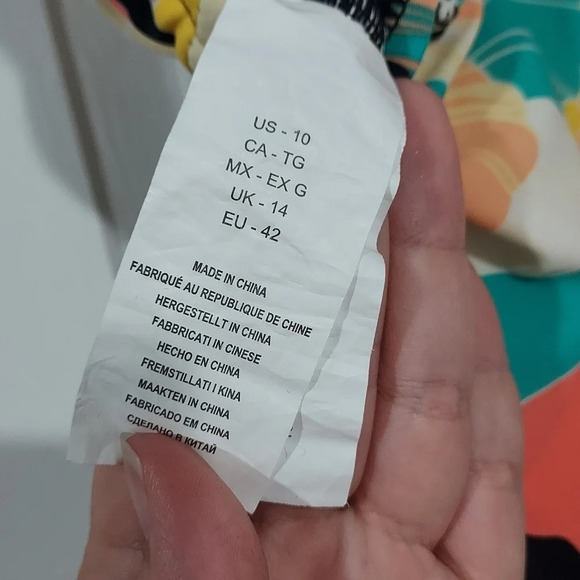 US - 10
CA - TG
MX - EX G
UK - 14
EU - 42
MADE IN CHINA
FABRIQUÉ AU REPUBLIQUE DE CHINE
HERGESTELLT IN CHINA
FABBRICATI IN CINESE
HECHO EN CHINA
FREMSTILLATI I KINA
MAAKTEN IN CHINA
FABRICADO EM CHINA
СДЕЛАНО В КИТАЙ